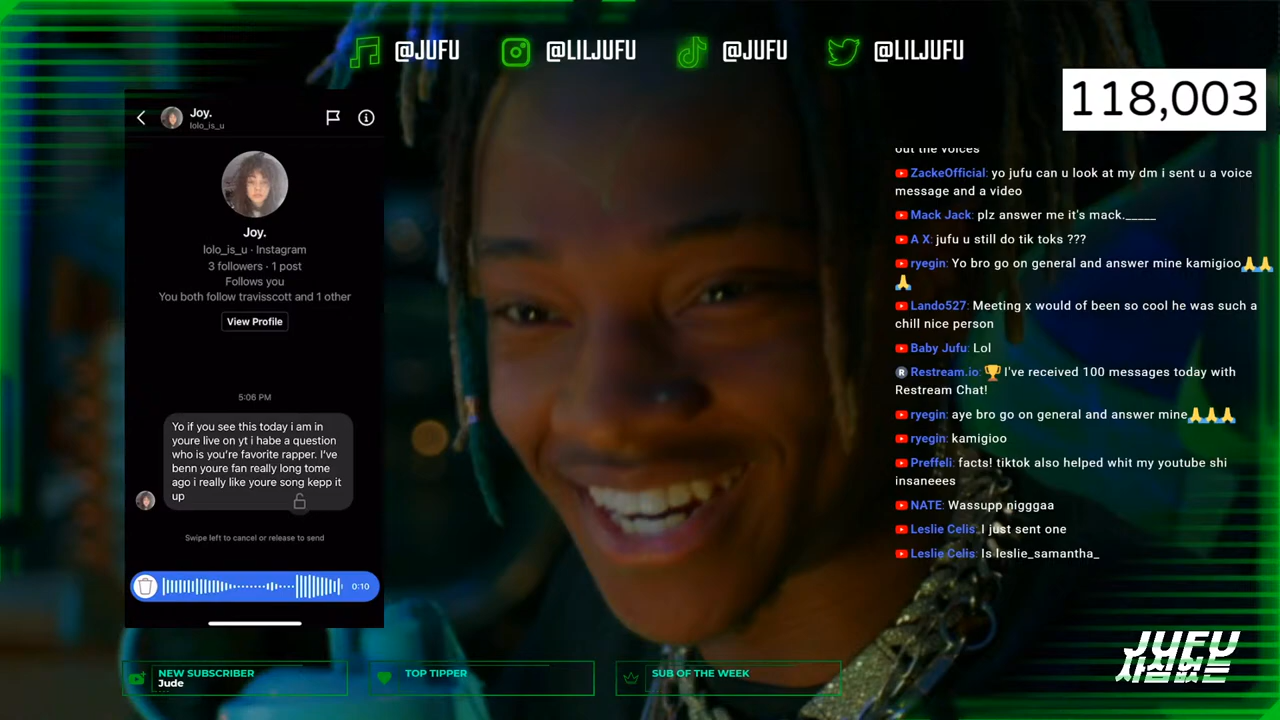 @JUFU @LILJUFU @JUFU @LILJUFU
118,003
Joy.
lolo_is_u
Joy.
lolo_is_u · Instagram
3 followers · 1 post
Follows you
You both follow travisscott and 1 other
View Profile
5:06 PM
Yo if you see this today i am in
youre live on yt i habe a question
who is you're favorite rapper. I've
benn youre fan really long tome
ago i really like youre song kepp it
up
Swipe left to cancel or release to send
0:10
out the voices
ZackeOfficial: yo jufu can u look at my dm i sent u a voice
message and a video
Mack Jack: plz answer me it's mack._____
A X: jufu u still do tik toks ???
ryegin: Yo bro go on general and answer mine kamigioo🙏🙏
🙏
Lando527: Meeting x would of been so cool he was such a
chill nice person
Baby Jufu: Lol
Restream.io: 🏆 I've received 100 messages today with
Restream Chat!
ryegin: aye bro go on general and answer mine🙏🙏🙏
ryegin: kamigioo
Preffeli: facts! tiktok also helped whit my youtube shi
insaneees
NATE: Wassupp nigggaa
Leslie Celis: I just sent one
Leslie Celis: Is leslie_samantha_
NEW SUBSCRIBER
Jude
TOP TIPPER
SUB OF THE WEEK
JUFU